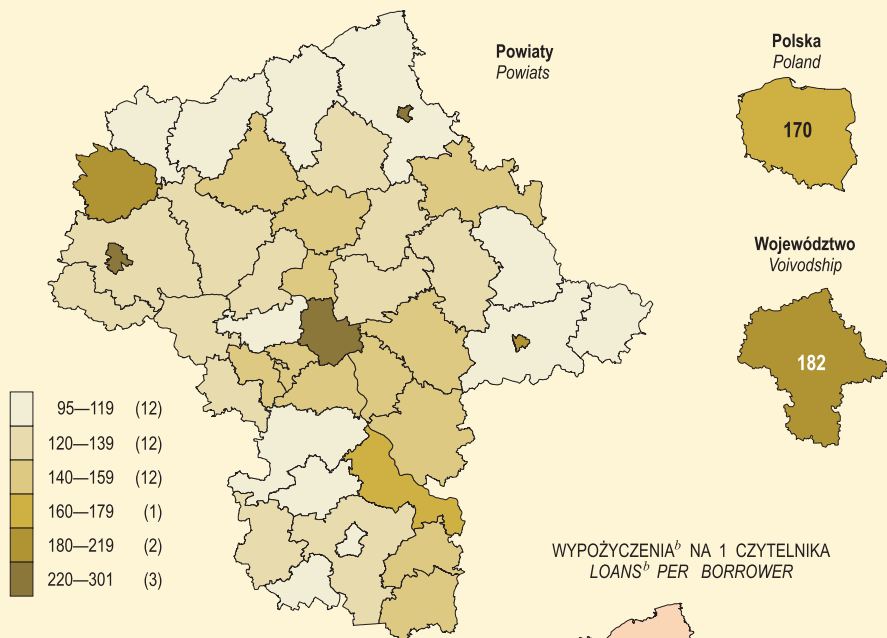 Powiaty
Powiats
Polska
Poland
170
Województwo
Voivodship
182
95—119 (12)
120—139 (12)
140—159 (12)
160—179 (1)
180—219 (2)
220—301 (3)
WYPOŻYCZENIAᵇ NA 1 CZYTELNIKA
LOANSᵇ PER BORROWER